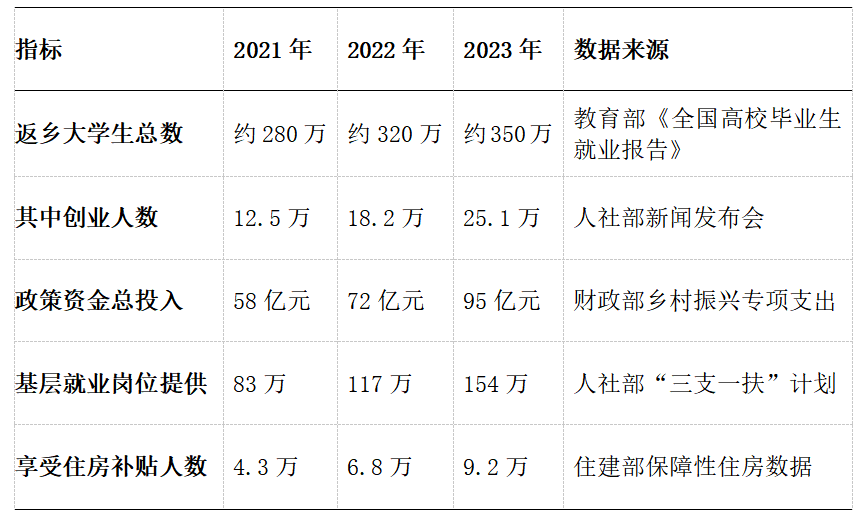 指标 2021 年 2022 年 2023 年 数据来源
返乡大学生总数 约 280 万 约 320 万 约 350 万 教育部《全国高校毕业生
就业报告》
其中创业人数 12.5 万 18.2 万 25.1 万 人社部新闻发布会
政策资金总投入 58 亿元 72 亿元 95 亿元 财政部乡村振兴专项支出
基层就业岗位提供 83 万 117 万 154 万 人社部“三支一扶”计划
享受住房补贴人数 4.3 万 6.8 万 9.2 万 住建部保障性住房数据